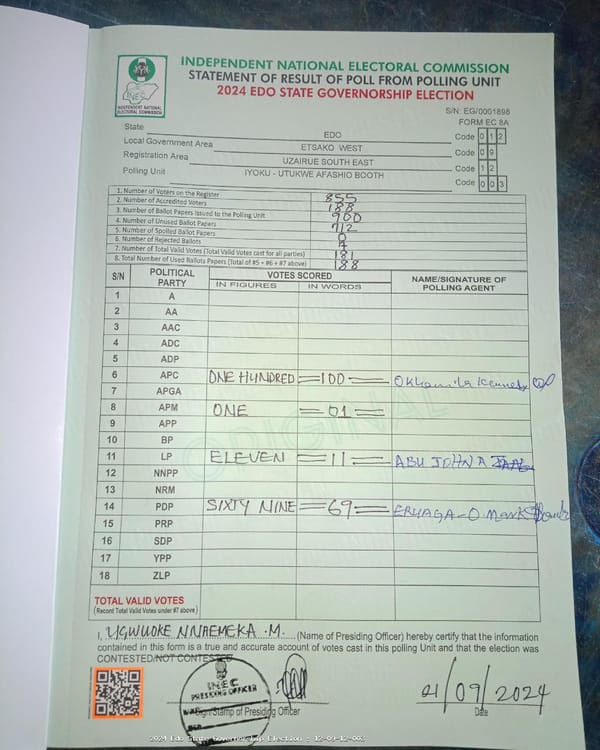 INDEPENDENT NATIONAL ELECTORAL COMMISSION
STATEMENT OF RESULT OF POLL FROM POLLING UNIT
2024 EDO STATE GOVERNORSHIP ELECTION
INEC
INDEPENDENT NATIONAL
ELECTORAL COMMISSION
S/N: EG/0001898
FORM EC 8A
State EDO Code 0 1 2
Local Government Area ETSAKO WEST Code 0 9
Registration Area UZAIRUE SOUTH EAST Code 1 2
Polling Unit IYOKU - UTUKWE AFASHIO BOOTH Code 0 0 3
1. Number of Voters on the Register 855
2. Number of Accredited Voters 188
3. Number of Ballot Papers Issued to the Polling Unit 900
4. Number of Unused Ballot Papers 712
5. Number of Spoiled Ballot Papers 0
6. Number of Rejected Ballots 7
7. Number of Total Valid Votes (Total Valid Votes cast for all parties) 181
8. Total Number of Used Ballots Papers (Total of #5 + #6 + #7 above) 188
S/N POLITICAL PARTY VOTES SCORED NAME/SIGNATURE OF POLLING AGENT
IN FIGURES IN WORDS
1 A
2 AA
3 AAC
4 ADC
5 ADP
6 APC ONE HUNDRED =100= Kennedy
7 APGA
8 APM ONE =01=
9 APP
10 BP
11 LP ELEVEN =11= ABU JOHN A
12 NNPP
13 NRM
14 PDP SIXTY NINE =69= Mark
15 PRP
16 SDP
17 YPP
18 ZLP
ORIGINAL
TOTAL VALID VOTES
(Record Total Valid Votes under #7 above)
I, UGWUOKE NNAEMEKA .M. (Name of Presiding Officer) hereby certify that the information
contained in this form is a true and accurate account of votes cast in this polling Unit and that the election was
CONTESTED/NOT CONTESTED
INEC
PRESIDING OFFICER
Sign/Stamp of Presiding Officer
21/09/2024
Date
2024 Edo State Governorship Election - 12-09-12-003